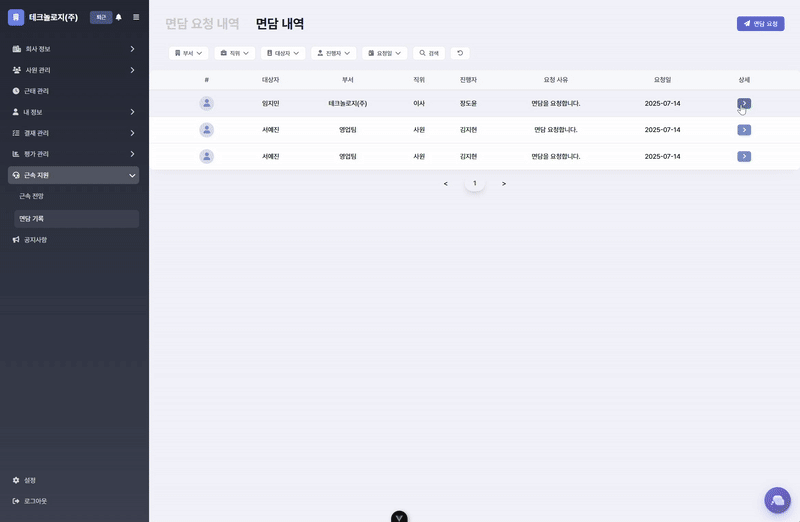 테크놀로지(주) 퇴근
회사 정보
사원 관리
근태 관리
내 정보
결재 관리
평가 관리
근속 지원
근속 전망
면담 기록
공지사항
설정
로그아웃
면담 요청 내역 면담 내역
면담 요청
부서 직위 대상자 진행자 요청일 검색
# 대상자 부서 직위 진행자 요청 사유 요청일 상세
임지민 테크놀로지(주) 이사 장도윤 면담을 요청합니다. 2025-07-14
서예진 영업팀 사원 김지현 면담 요청합니다. 2025-07-14
서예진 영업팀 사원 김지현 면담을 요청합니다. 2025-07-14
< 1 >